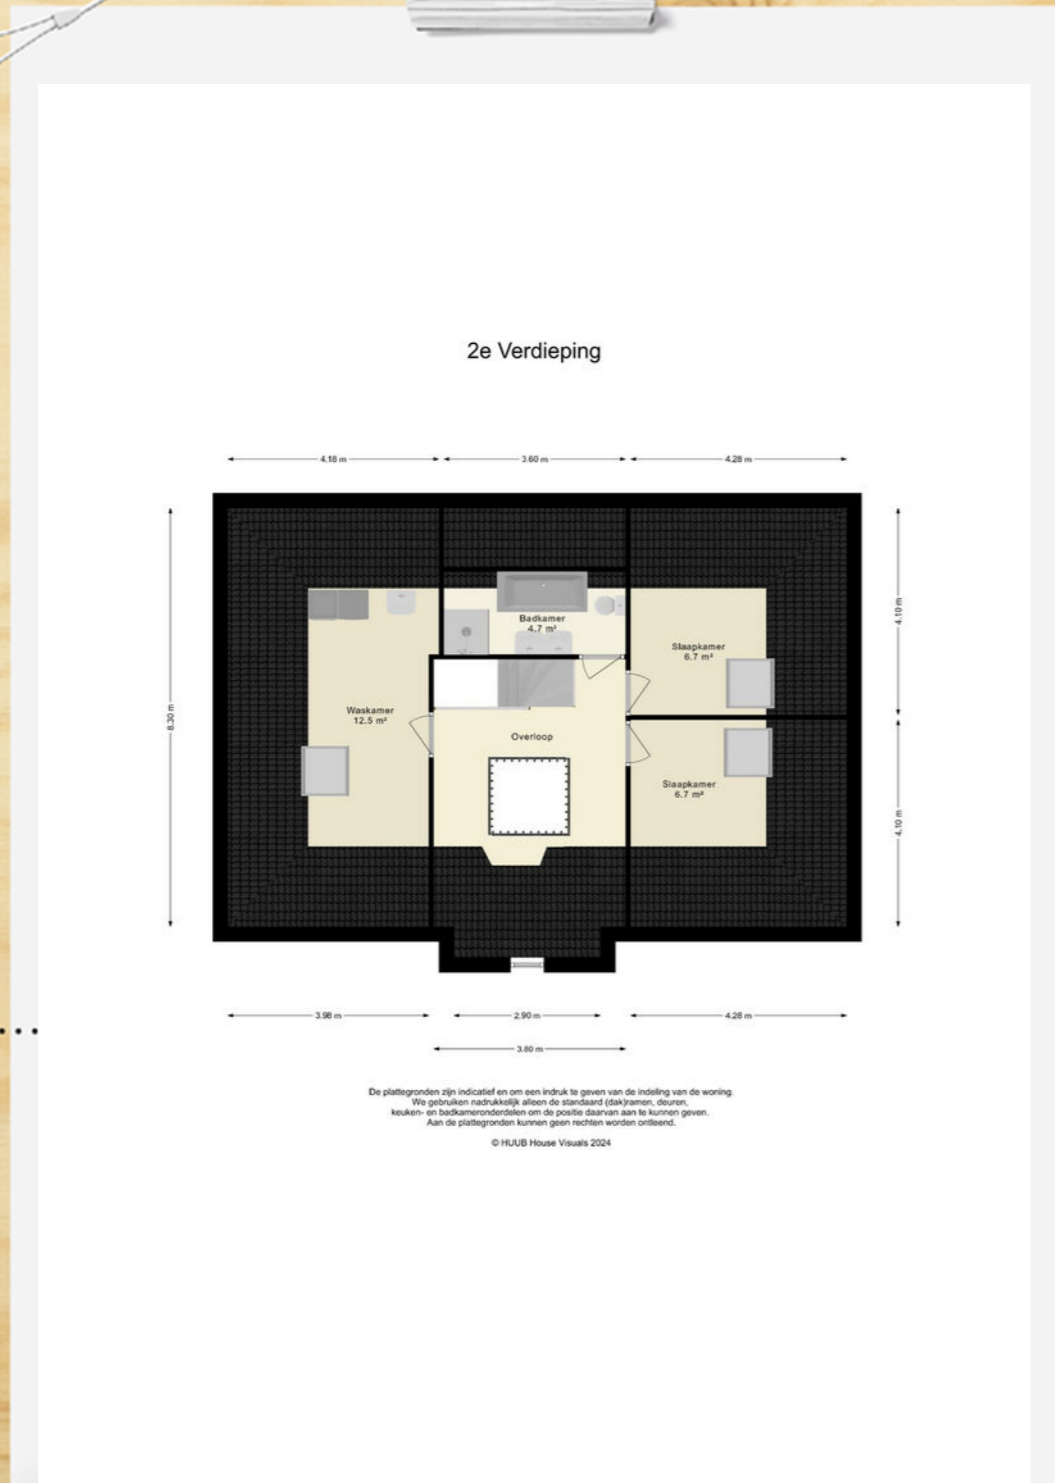 2e Verdieping
4.18 m
3.60 m
4.28 m
8.30 m
4.10 m
4.10 m
Badkamer
4.7 m²
Slaapkamer
6.7 m²
Waskamer
12.5 m²
Overloop
Slaapkamer
6.7 m²
3.98 m
2.90 m
4.28 m
3.80 m
De plattegronden zijn indicatief en om een indruk te geven van de indeling van de woning.
We gebruiken nadrukkelijk alleen de standaard (dak)ramen, deuren,
keuken- en badkameronderdelen om de positie daarvan aan te kunnen geven.
Aan de plattegronden kunnen geen rechten worden ontleend.
© HUUB House Visuals 2024